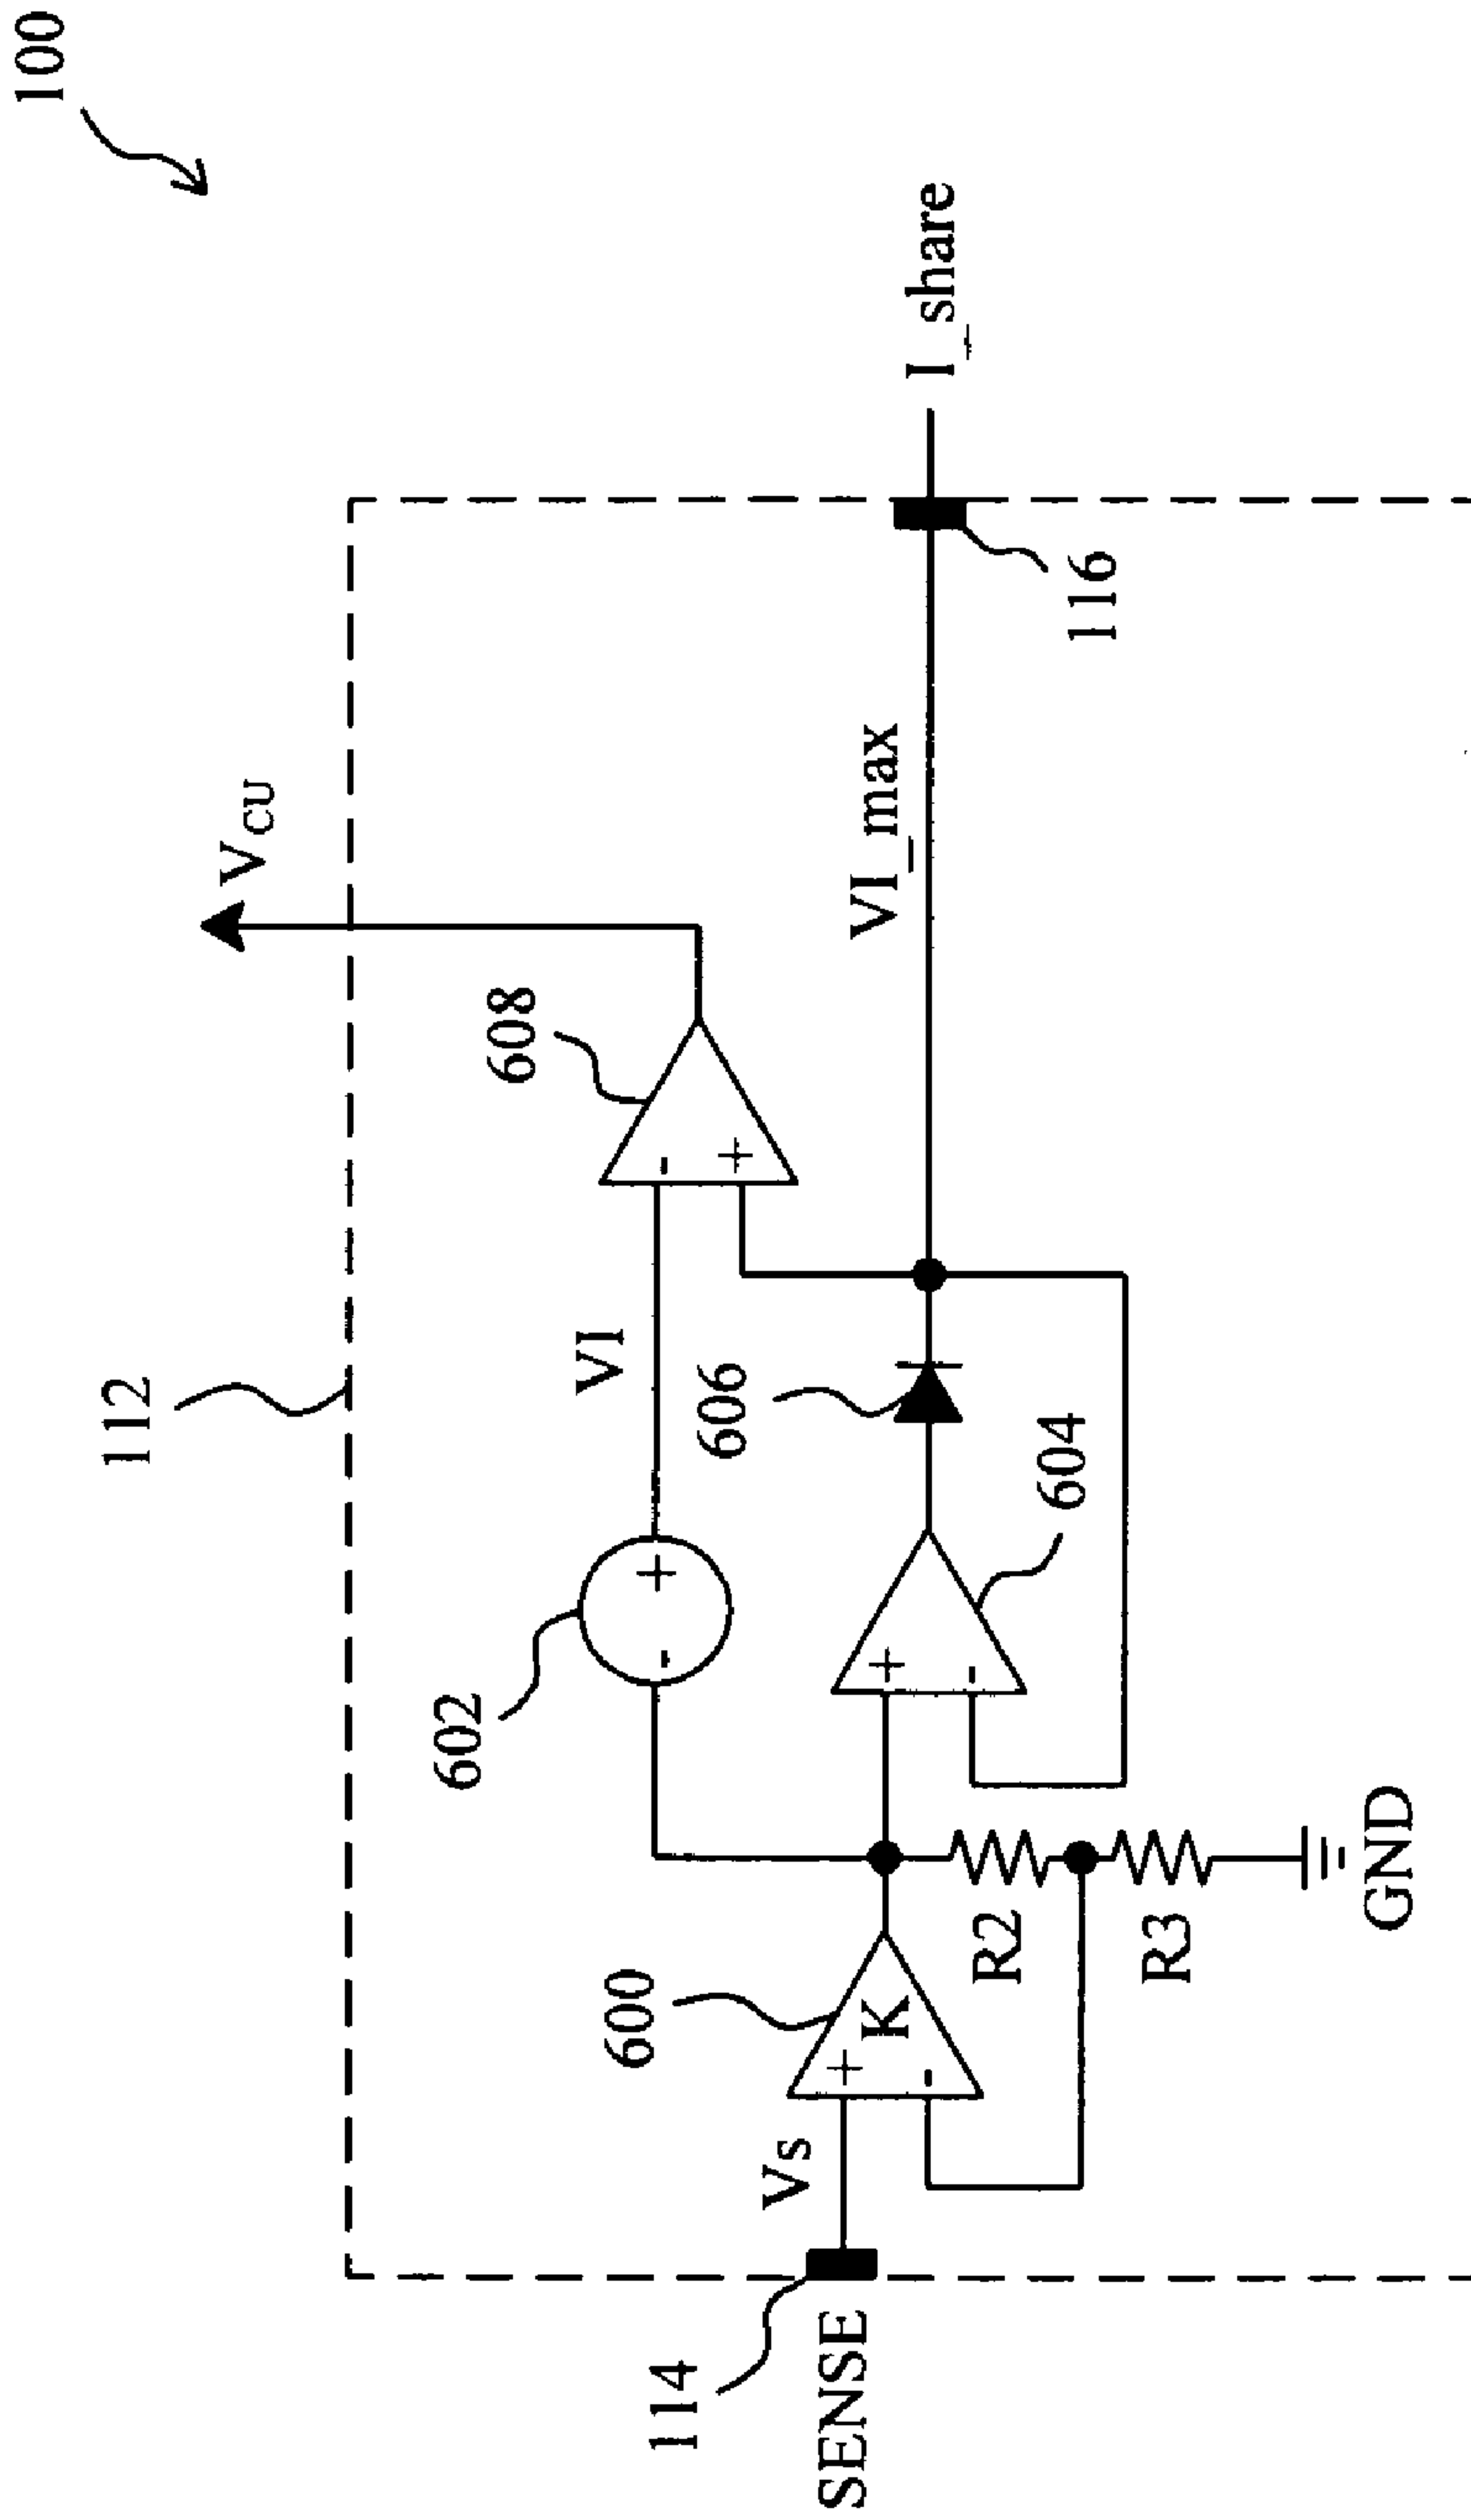 100
112
Vcu
608
VI
602
606
VI_max
I_share
116
604
600
K
Vs
114
SENSE
R2
R3
GND